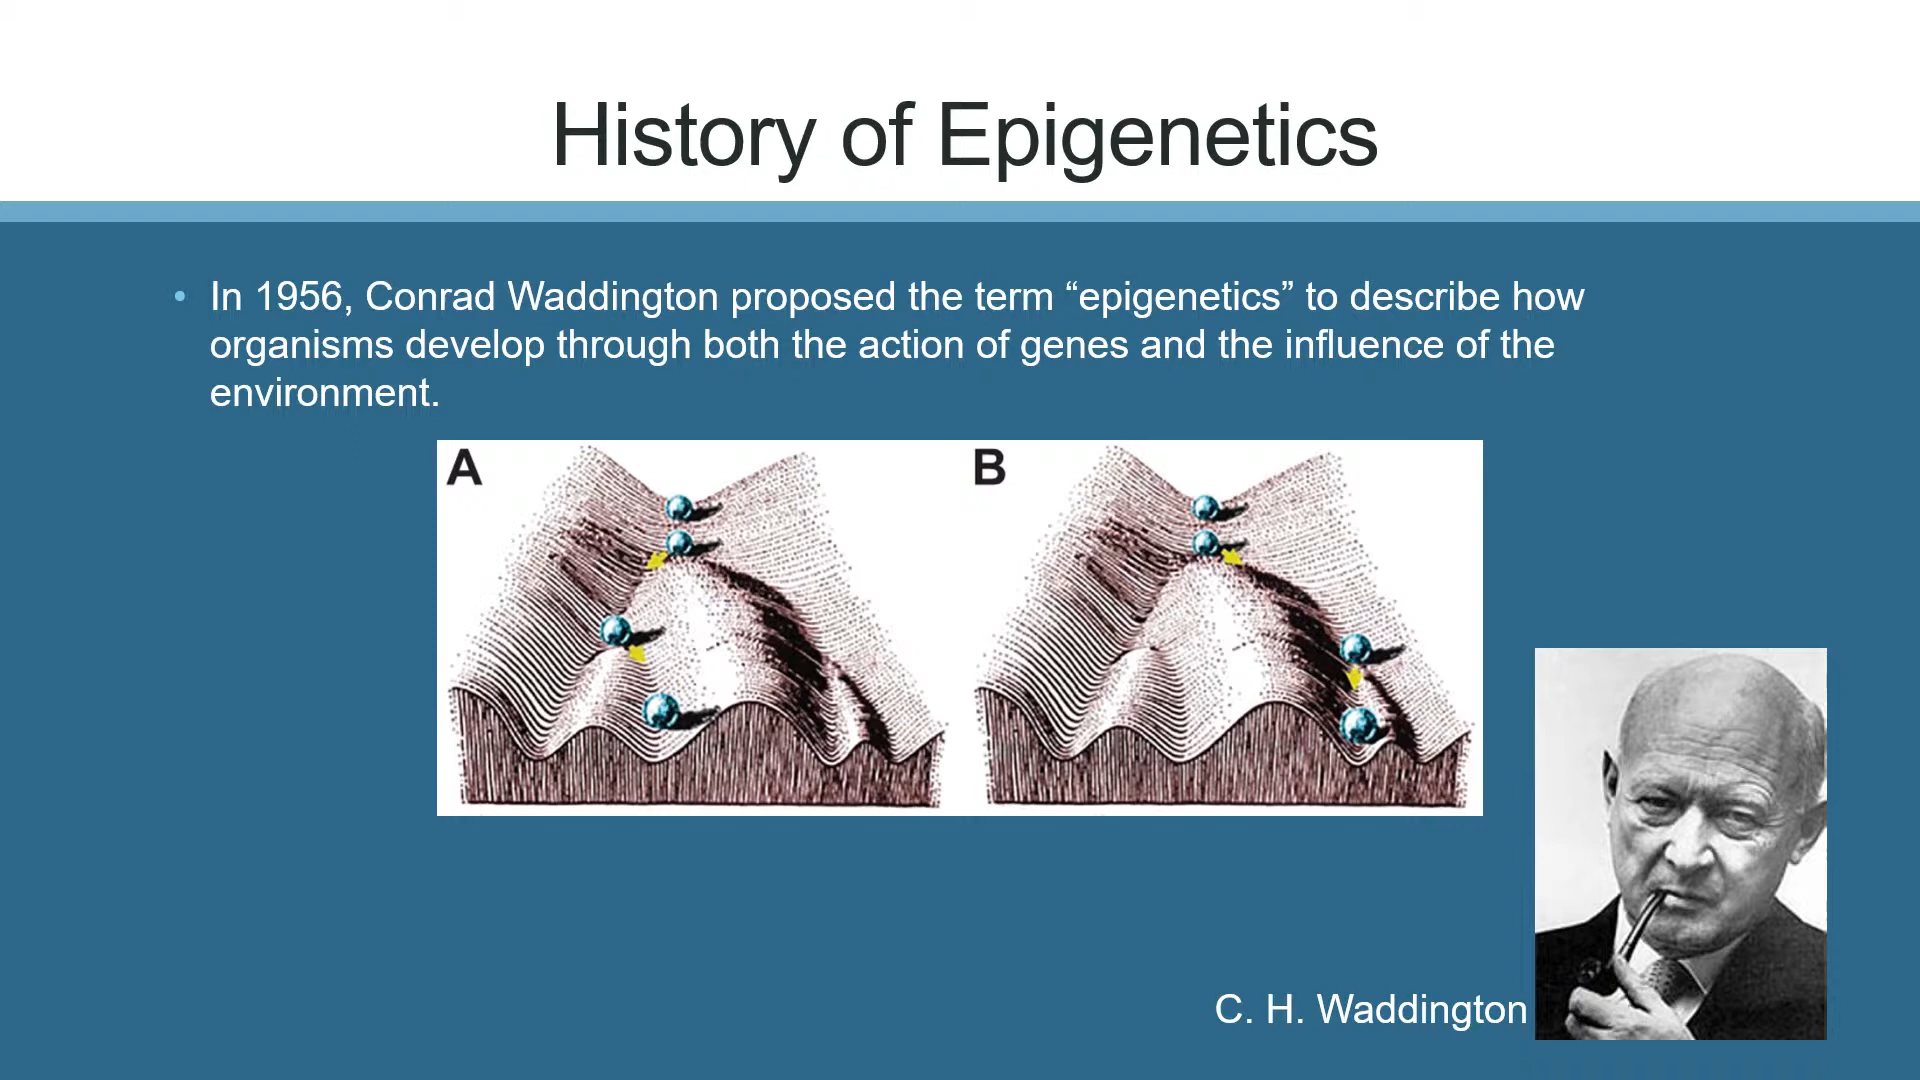 History of Epigenetics
• In 1956, Conrad Waddington proposed the term “epigenetics” to describe how
organisms develop through both the action of genes and the influence of the
environment.
A
B
C. H. Waddington